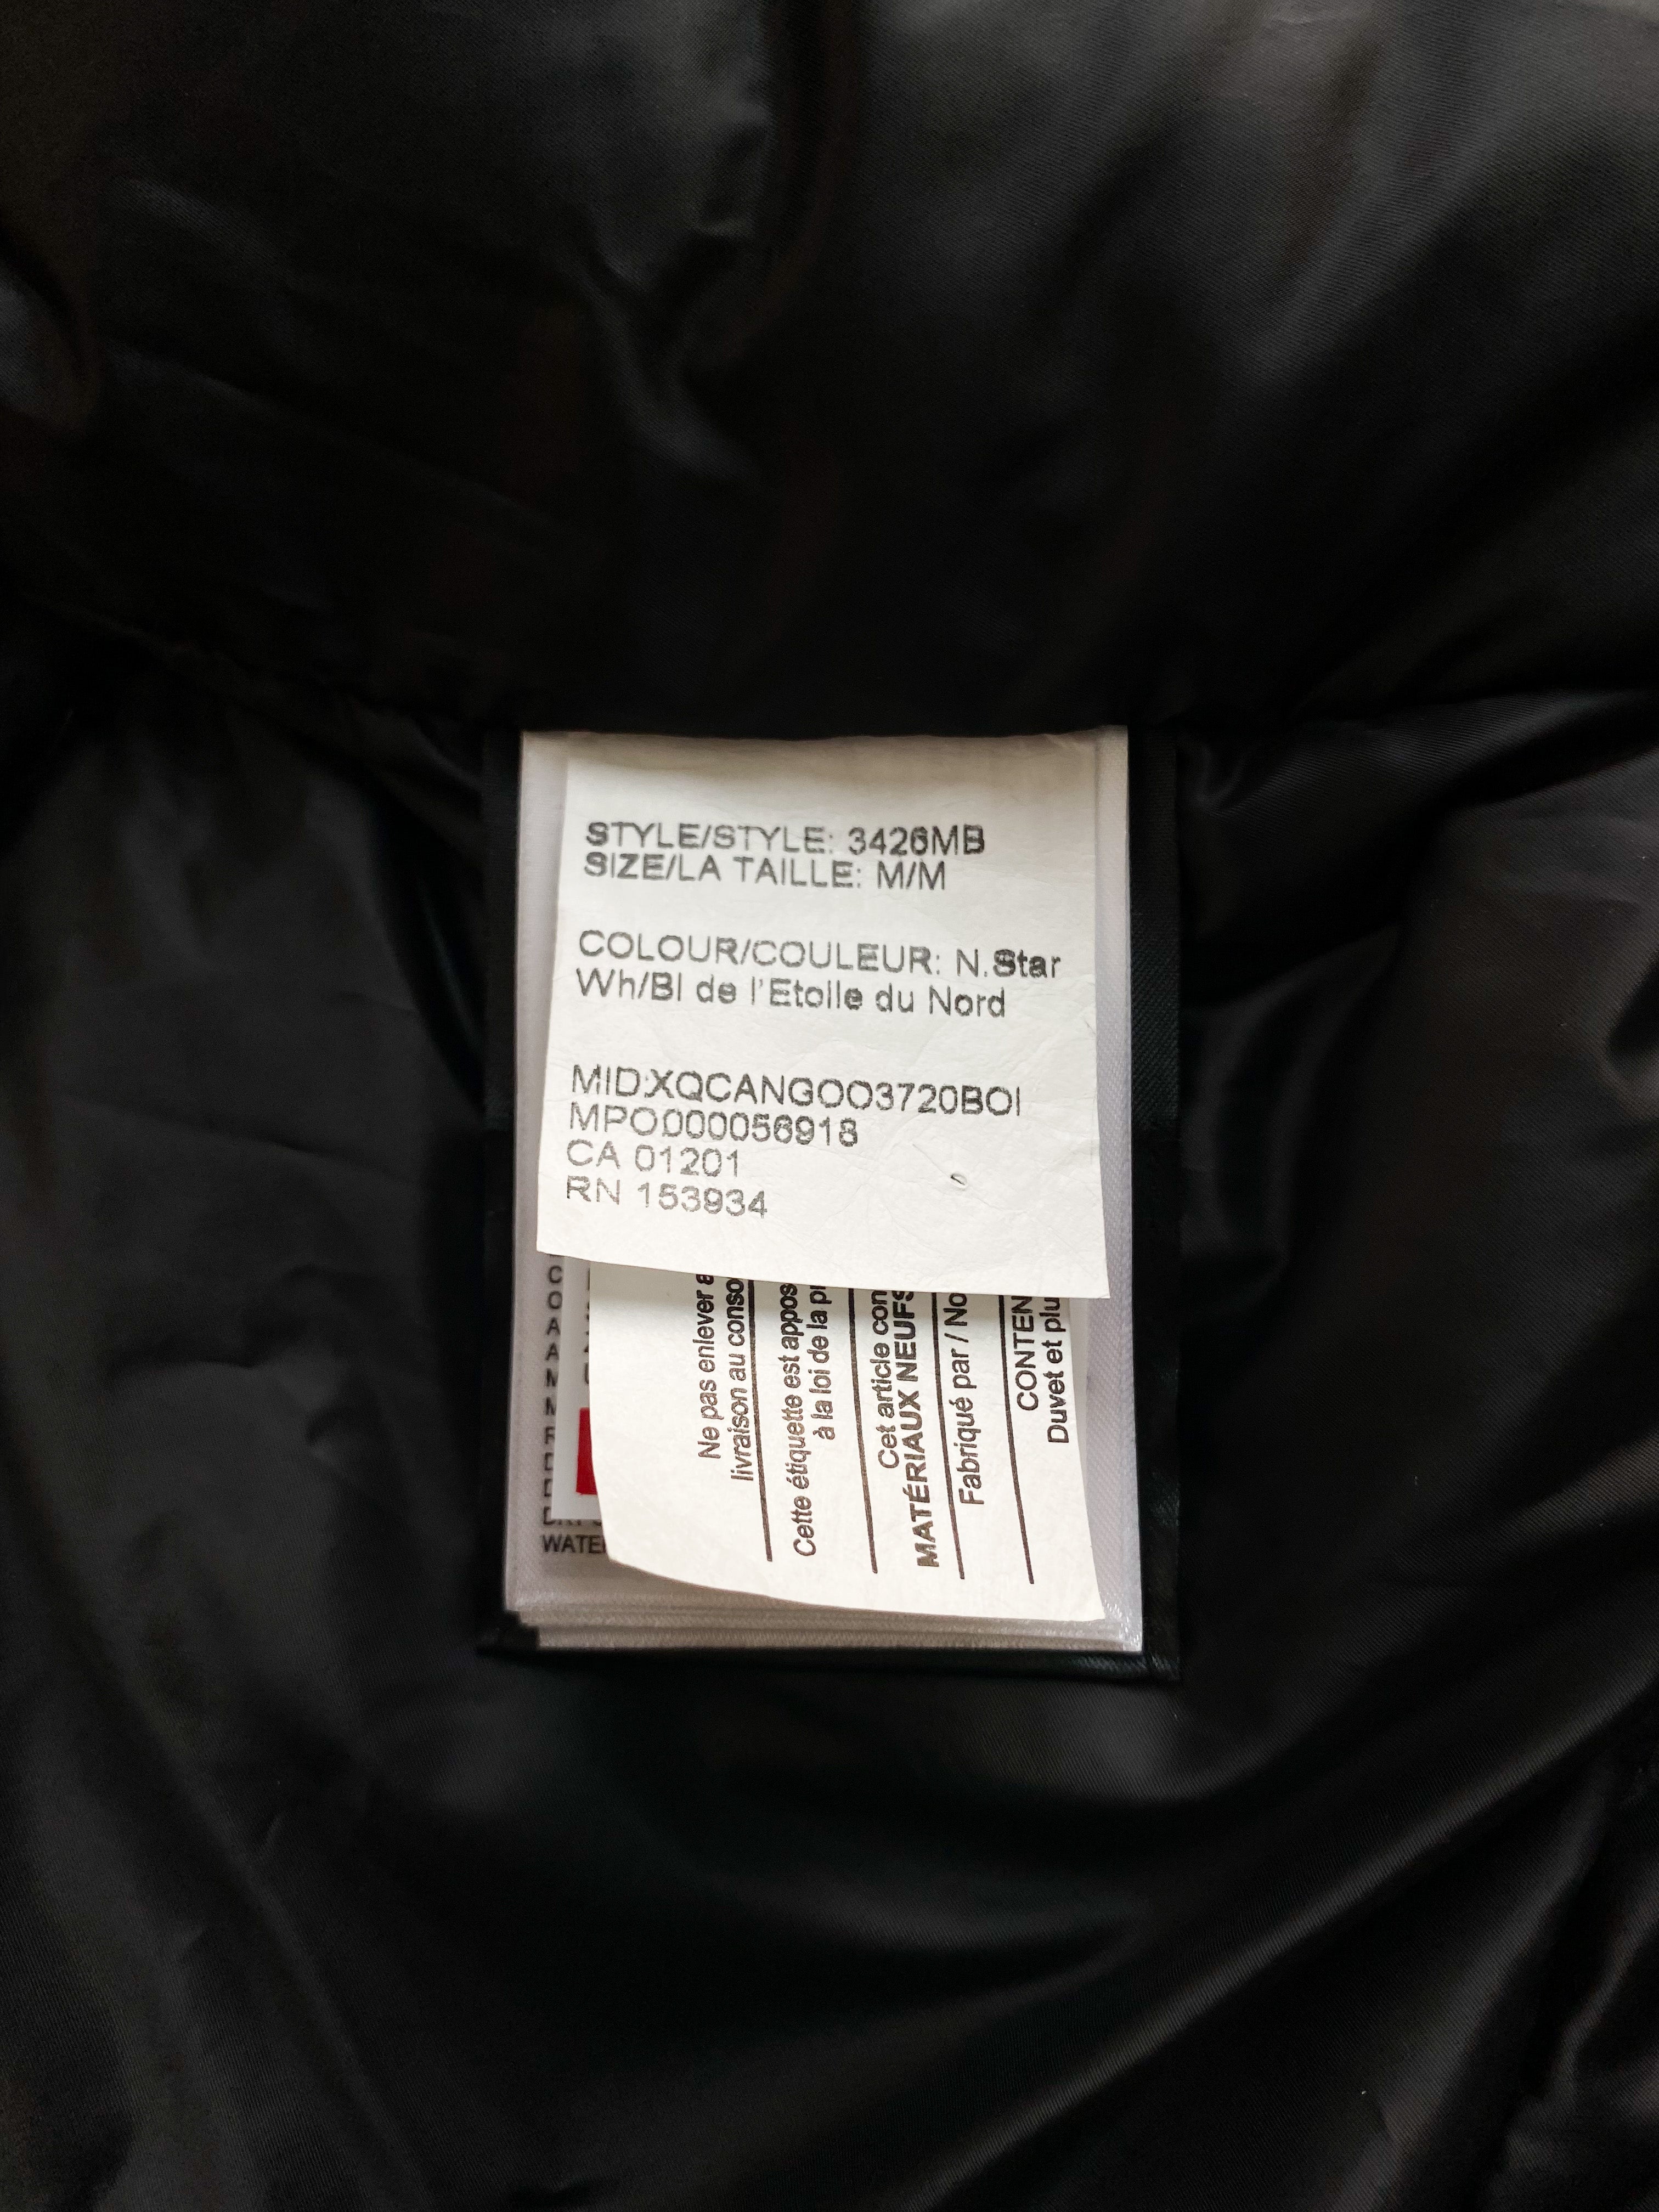 STYLE/STYLE: 3426MB
SIZE/LA TAILLE: M/M
COLOUR/COULEUR: N.Star
Wh/Bl de l'Etoile du Nord
MID:XQCANGOO3720BOI
MPO000056918
CA 01201
RN 153934
Ne pas enlever
livraison au conso
Cette étiquette est appos
à la loi de la
Cet article con
MATÉRIAUX NEUFS
Fabriqué par / No
CONTEN
Duvet et plu
WATE